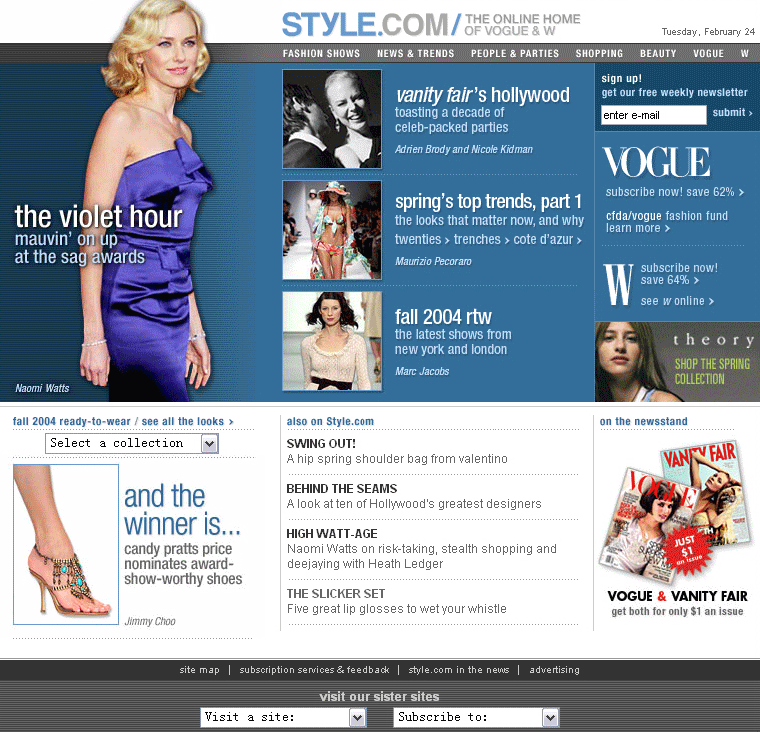 STYLE.COM/ THE ONLINE HOME
OF VOGUE & W
Tuesday, February 24
FASHION SHOWS NEWS & TRENDS PEOPLE & PARTIES SHOPPING BEAUTY VOGUE W
the violet hour
mauvin' on up
at the sag awards
Naomi Watts
vanity fair's hollywood
toasting a decade of
celeb-packed parties
Adrien Brody and Nicole Kidman
spring's top trends, part 1
the looks that matter now, and why
twenties › trenches › cote d'azur ›
Maurizio Pecoraro
fall 2004 rtw
the latest shows from
new york and london
Marc Jacobs
sign up!
get our free weekly newsletter
enter e-mail submit ›
VOGUE
subscribe now! save 62% ›
cfda/vogue fashion fund
learn more ›
W
subscribe now!
save 64% ›
see w online ›
theory
SHOP THE SPRING
COLLECTION
fall 2004 ready-to-wear / see all the looks ›
Select a collection
and the
winner is...
candy pratts price
nominates award-
show-worthy shoes
Jimmy Choo
also on Style.com
SWING OUT!
A hip spring shoulder bag from valentino
BEHIND THE SEAMS
A look at ten of Hollywood's greatest designers
HIGH WATT-AGE
Naomi Watts on risk-taking, stealth shopping and
deejaying with Heath Ledger
THE SLICKER SET
Five great lip glosses to wet your whistle
on the newsstand
VANITY FAIR
VOGUE
JUST
$1
an issue
VOGUE & VANITY FAIR
get both for only $1 an issue
site map | subscription services & feedback | style.com in the news | advertising
visit our sister sites
Visit a site: Subscribe to: